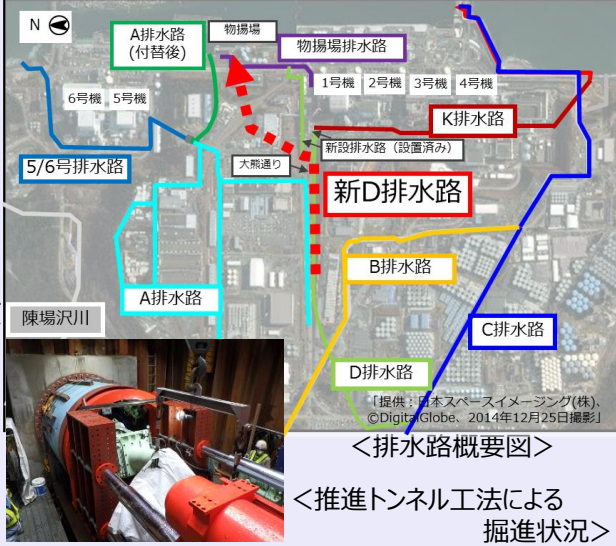 N
A排水路
(付替後)
物揚場
物揚場排水路
6号機
5号機
1号機
2号機
3号機
4号機
K排水路
5/6号排水路
新設排水路（設置済み）
大熊通り
新D排水路
B排水路
A排水路
C排水路
陳場沢川
D排水路
「提供：日本スペースイメージング(株)、
©DigitalGlobe、2014年12月25日撮影」
＜排水路概要図＞
＜推進トンネル工法による
掘進状況＞